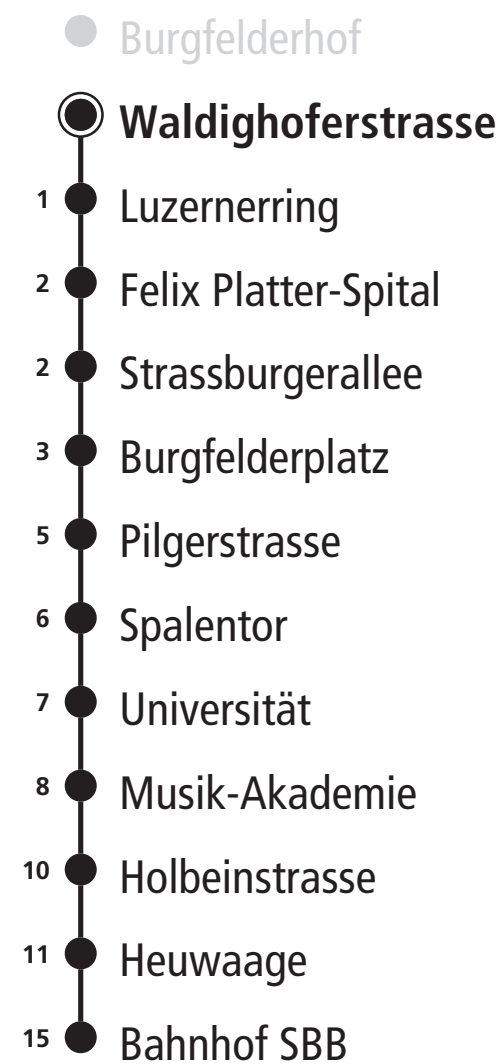 Burgfelderhof
Waldighoferstrasse
1 Luzernerring
2 Felix Platter-Spital
2 Strassburgerallee
3 Burgfelderplatz
5 Pilgerstrasse
6 Spalentor
7 Universität
8 Musik-Akademie
10 Holbeinstrasse
11 Heuwaage
15 Bahnhof SBB